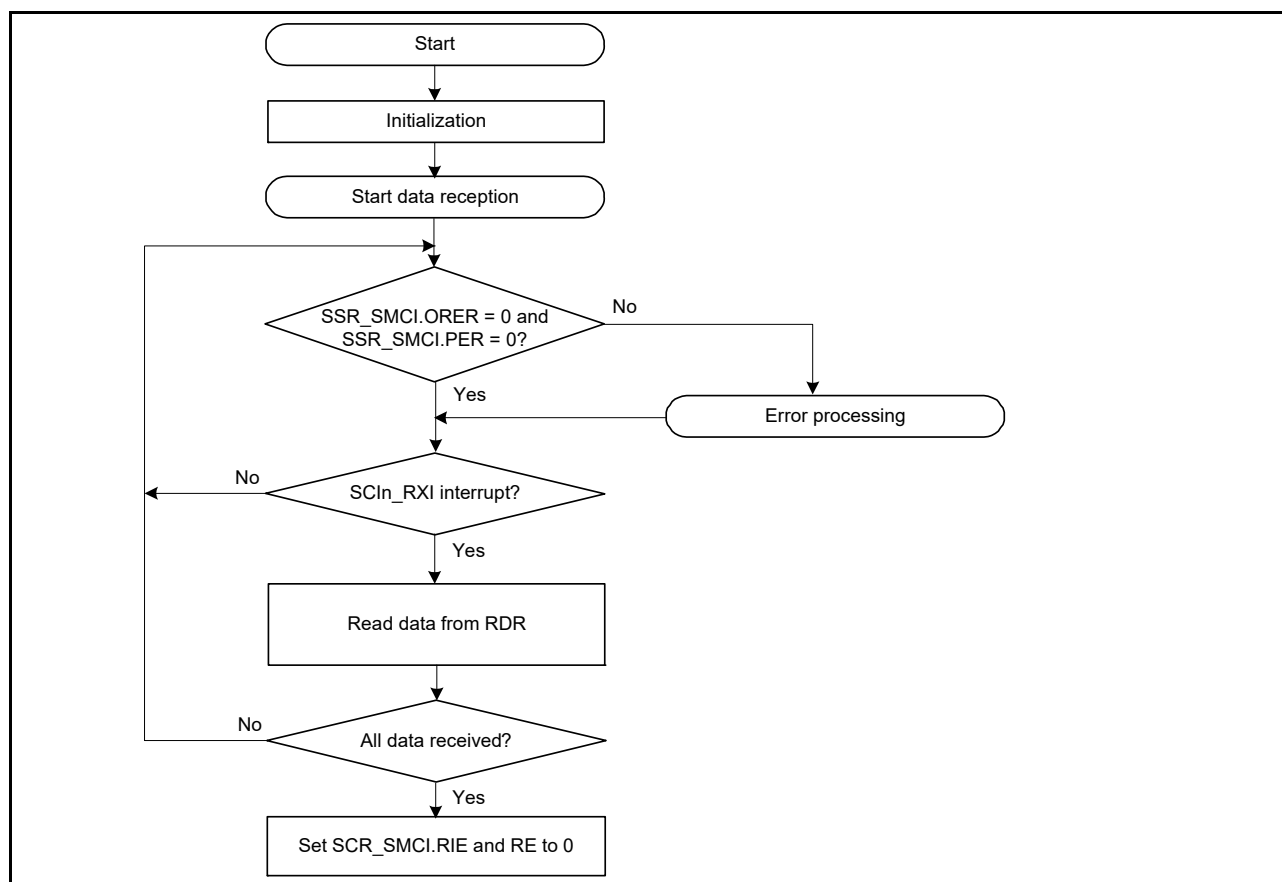 Start
Initialization
Start data reception
SSR_SMCI.ORER = 0 and
SSR_SMCI.PER = 0?
No
Yes
Error processing
SCIn_RXI interrupt?
No
Yes
Read data from RDR
All data received?
No
Yes
Set SCR_SMCI.RIE and RE to 0